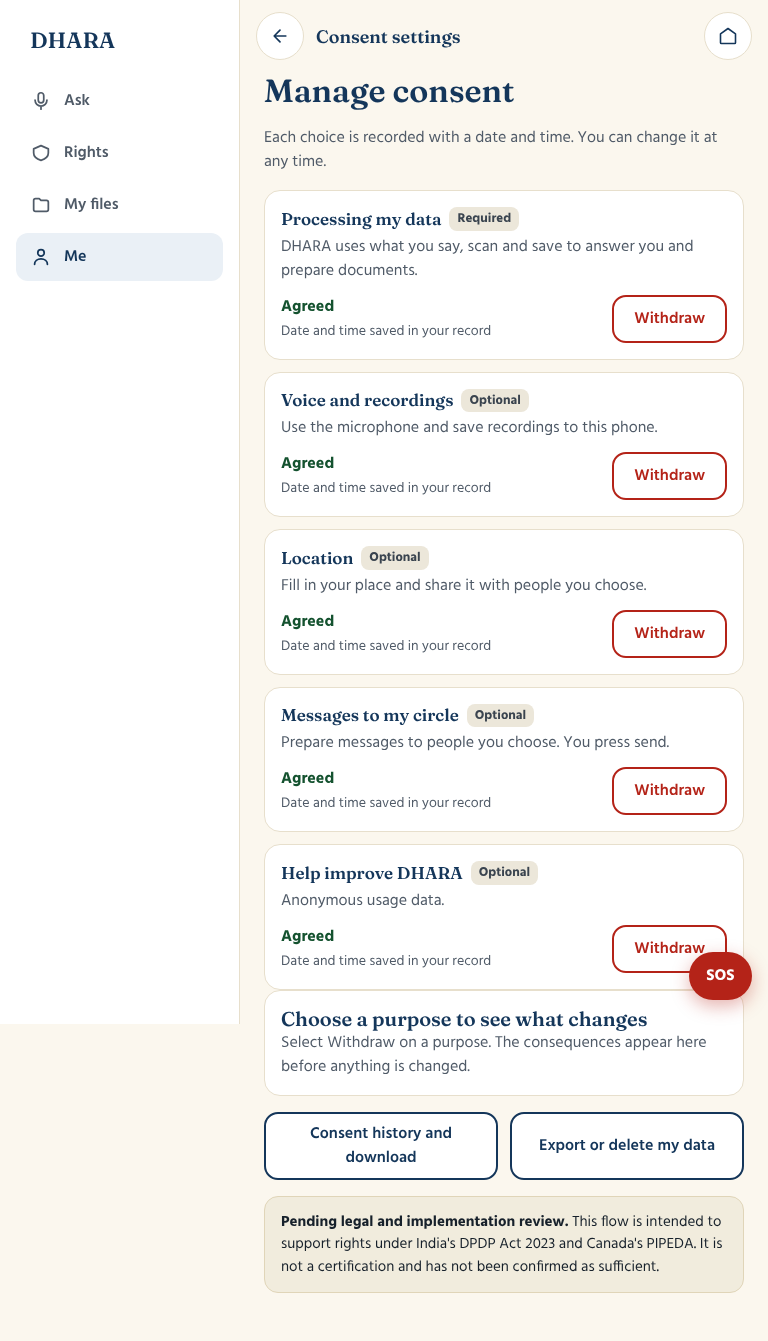 DHARA
Ask
Rights
My files
Me
Consent settings
Manage consent
Each choice is recorded with a date and time. You can change it at
any time.
Processing my data Required
DHARA uses what you say, scan and save to answer you and
prepare documents.
Agreed
Date and time saved in your record
Withdraw
Voice and recordings Optional
Use the microphone and save recordings to this phone.
Agreed
Date and time saved in your record
Withdraw
Location Optional
Fill in your place and share it with people you choose.
Agreed
Date and time saved in your record
Withdraw
Messages to my circle Optional
Prepare messages to people you choose. You press send.
Agreed
Date and time saved in your record
Withdraw
Help improve DHARA Optional
Anonymous usage data.
Agreed
Date and time saved in your record
Withdraw
SOS
Choose a purpose to see what changes
Select Withdraw on a purpose. The consequences appear here
before anything is changed.
Consent history and
download
Export or delete my data
Pending legal and implementation review. This flow is intended to
support rights under India's DPDP Act 2023 and Canada's PIPEDA. It is
not a certification and has not been confirmed as sufficient.